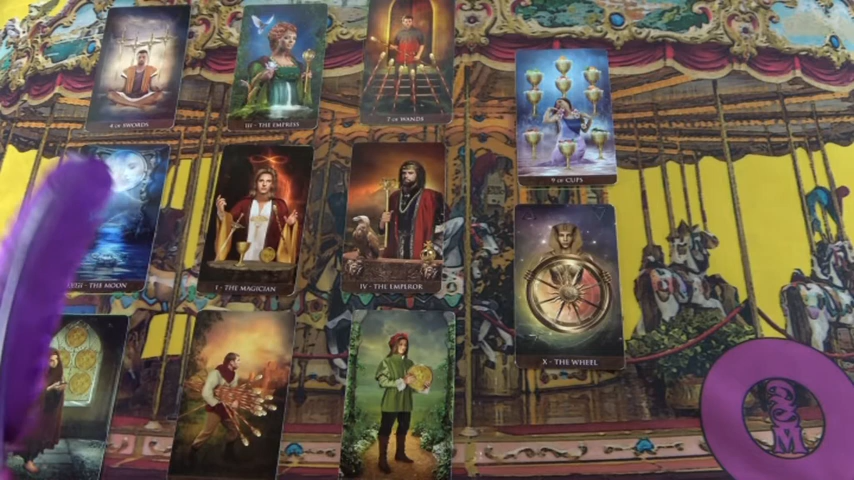 4 OF SWORDS
III - THE EMPRESS
7 OF WANDS
9 OF CUPS
- THE MOON
I - THE MAGICIAN
IV - THE EMPEROR
X - THE WHEEL